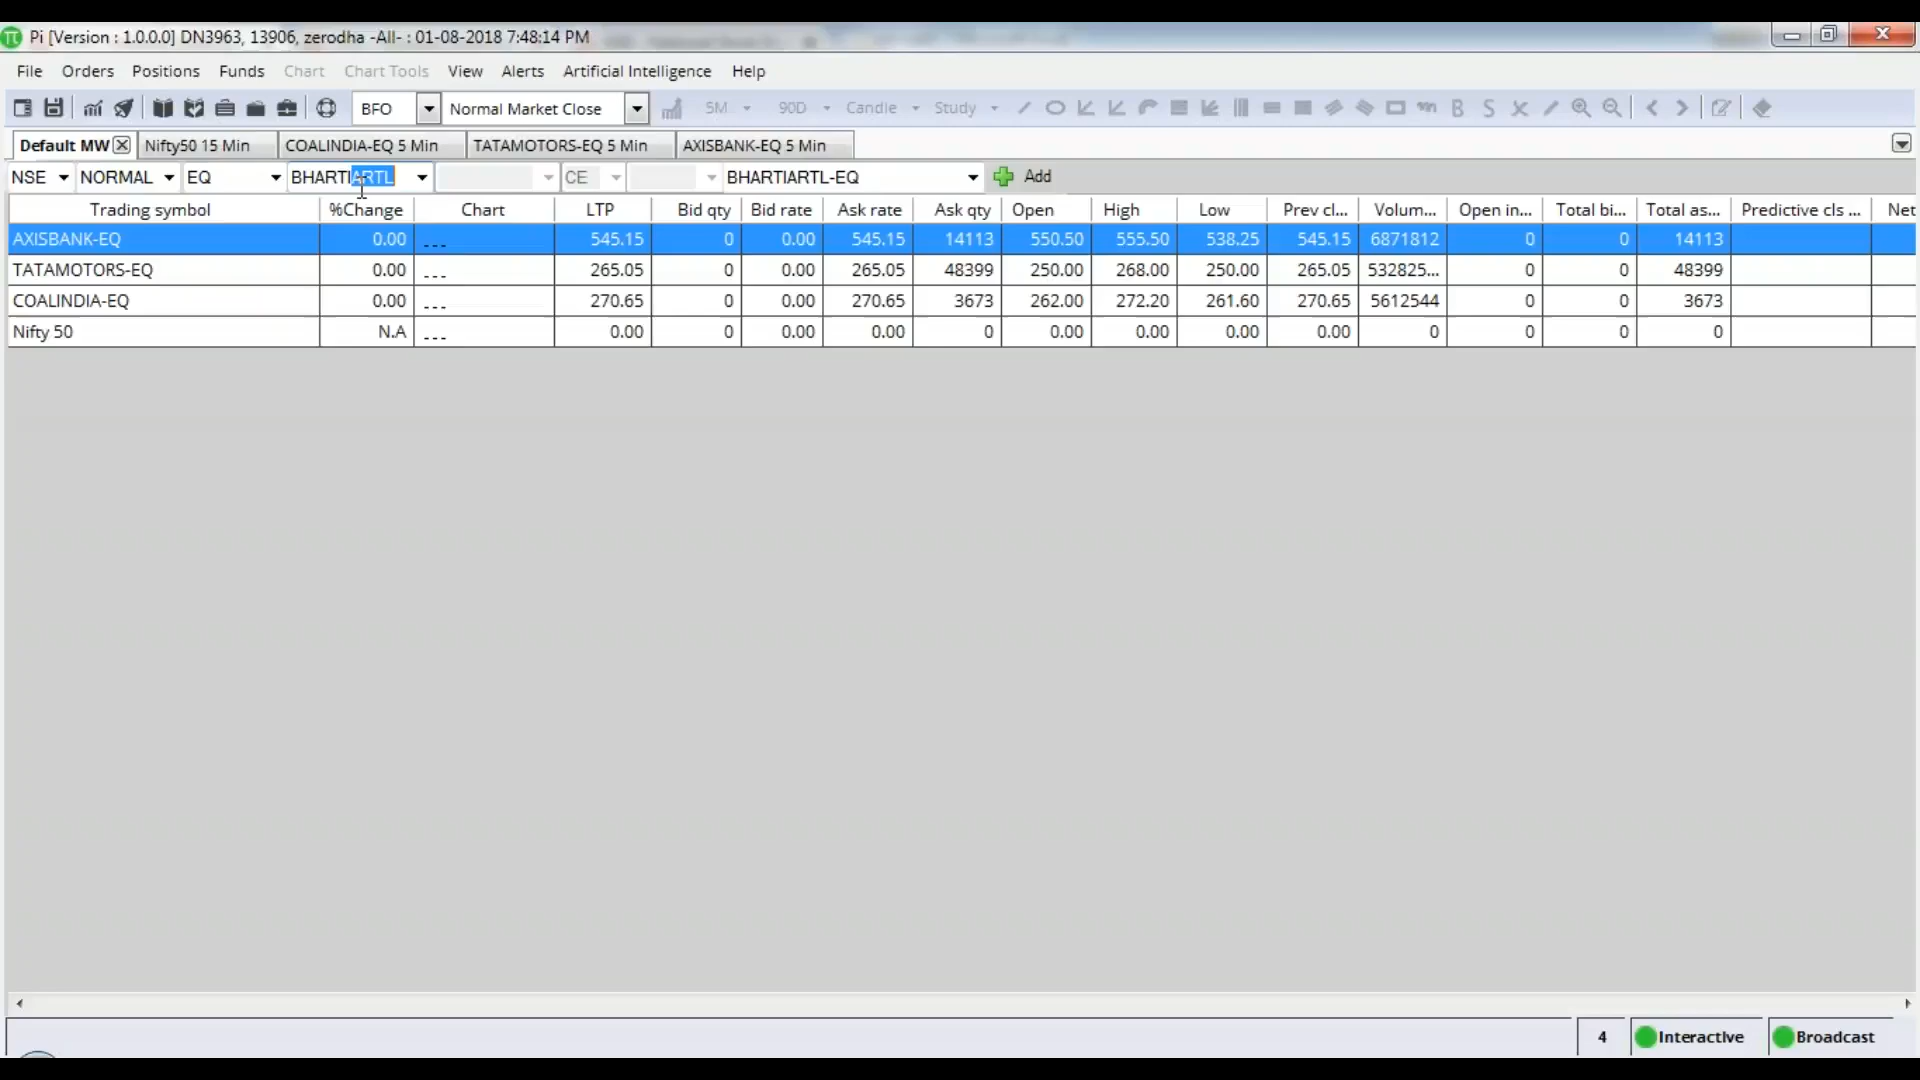 Pi [Version : 1.0.0.0] DN3963, 13906, zerodha -All- : 01-08-2018 7:48:14 PM
File Orders Positions Funds Chart Chart Tools View Alerts Artificial Intelligence Help
BFO Normal Market Close 5M 90D Candle Study B S
Default MW Nifty50 15 Min COALINDIA-EQ 5 Min TATAMOTORS-EQ 5 Min AXISBANK-EQ 5 Min
NSE NORMAL EQ BHARTIARTL CE BHARTIARTL-EQ Add
Trading symbol %Change Chart LTP Bid qty Bid rate Ask rate Ask qty Open High Low Prev cl... Volum... Open in... Total bi... Total as... Predictive cls ... Net
AXISBANK-EQ 0.00 ... 545.15 0 0.00 545.15 14113 550.50 555.50 538.25 545.15 6871812 0 0 14113
TATAMOTORS-EQ 0.00 ... 265.05 0 0.00 265.05 48399 250.00 268.00 250.00 265.05 532825... 0 0 48399
COALINDIA-EQ 0.00 ... 270.65 0 0.00 270.65 3673 262.00 272.20 261.60 270.65 5612544 0 0 3673
Nifty 50 N.A ... 0.00 0 0.00 0.00 0 0.00 0.00 0.00 0.00 0 0 0 0
4 Interactive Broadcast